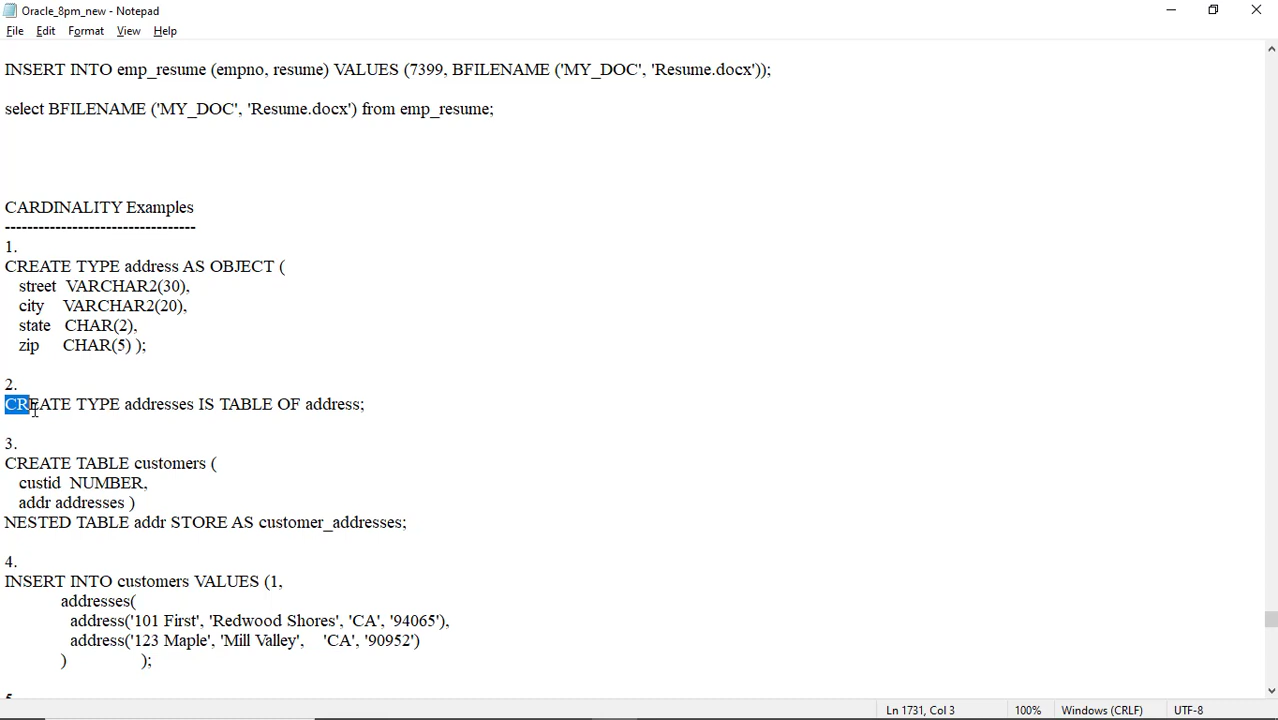 Oracle_8pm_new - Notepad
File Edit Format View Help
INSERT INTO emp_resume (empno, resume) VALUES (7399, BFILENAME ('MY_DOC', 'Resume.docx'));
select BFILENAME ('MY_DOC', 'Resume.docx') from emp_resume;
CARDINALITY Examples
----------------------------------
1.
CREATE TYPE address AS OBJECT (
street VARCHAR2(30),
city VARCHAR2(20),
state CHAR(2),
zip CHAR(5) );
2.
CREATE TYPE addresses IS TABLE OF address;
3.
CREATE TABLE customers (
custid NUMBER,
addr addresses )
NESTED TABLE addr STORE AS customer_addresses;
4.
INSERT INTO customers VALUES (1,
addresses(
address('101 First', 'Redwood Shores', 'CA', '94065'),
address('123 Maple', 'Mill Valley', 'CA', '90952')
) );
Ln 1731, Col 3 100% Windows (CRLF) UTF-8